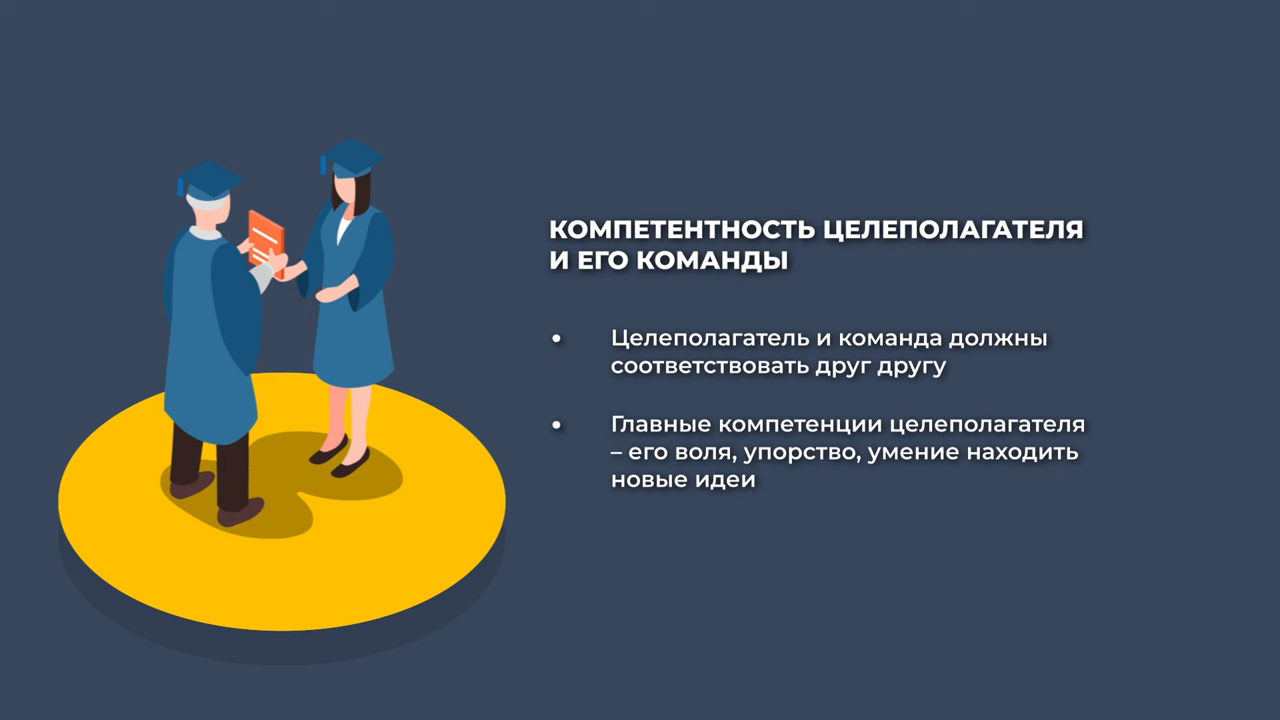 КОМПЕТЕНТНОСТЬ ЦЕЛЕПОЛАГАТЕЛЯ
И ЕГО КОМАНДЫ
• Целеполагатель и команда должны
соответствовать друг другу
• Главные компетенции целеполагателя
– его воля, упорство, умение находить
новые идеи